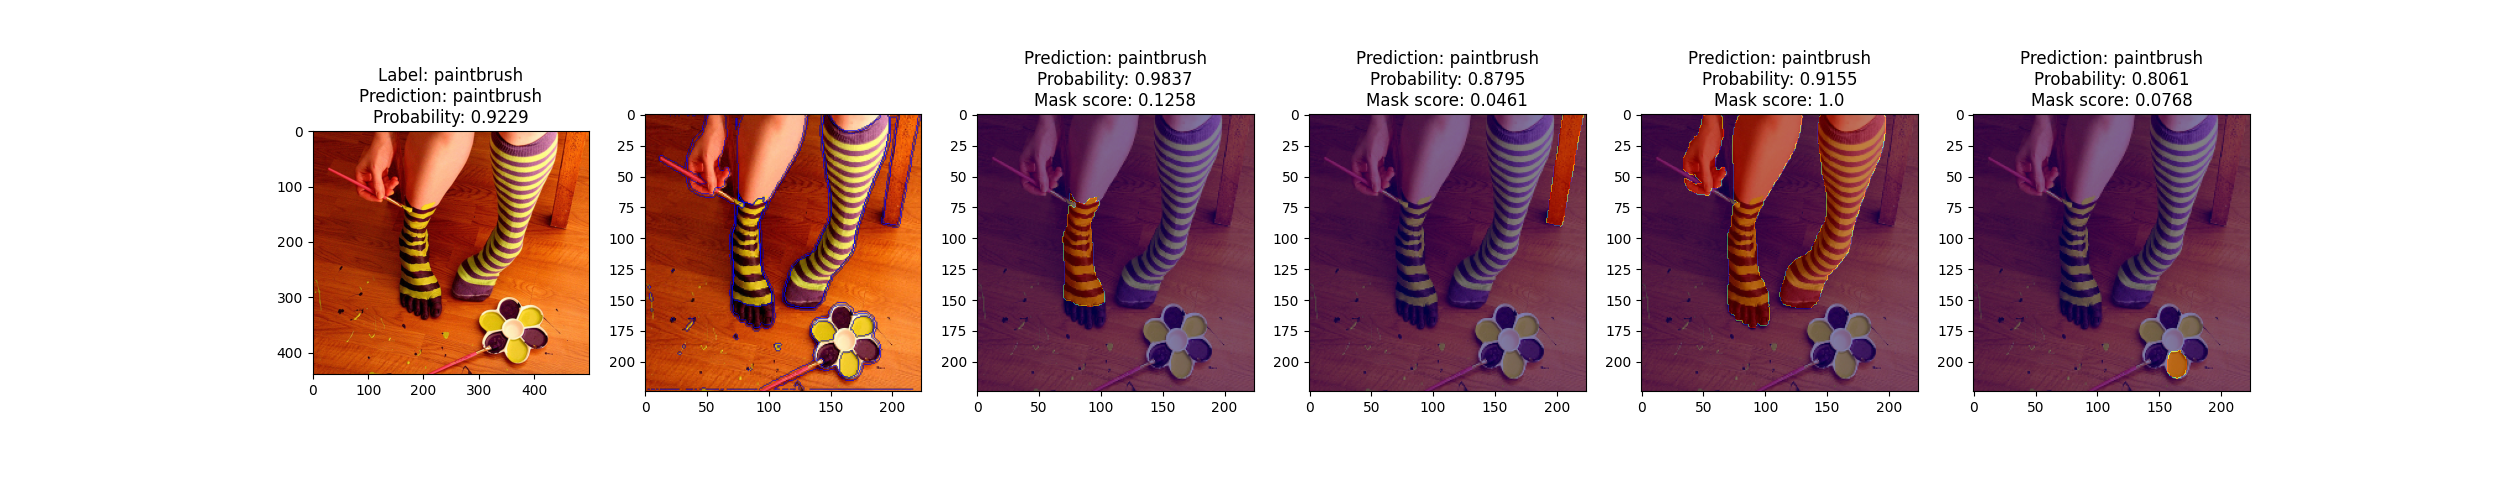 Label: paintbrush
Prediction: paintbrush
Probability: 0.9229
0
100
200
300
400
0 100 200 300 400
0
25
50
75
100
125
150
175
200
0 50 100 150 200
Prediction: paintbrush
Probability: 0.9837
Mask score: 0.1258
0
25
50
75
100
125
150
175
200
0 50 100 150 200
Prediction: paintbrush
Probability: 0.8795
Mask score: 0.0461
0
25
50
75
100
125
150
175
200
0 50 100 150 200
Prediction: paintbrush
Probability: 0.9155
Mask score: 1.0
0
25
50
75
100
125
150
175
200
0 50 100 150 200
Prediction: paintbrush
Probability: 0.8061
Mask score: 0.0768
0
25
50
75
100
125
150
175
200
0 50 100 150 200